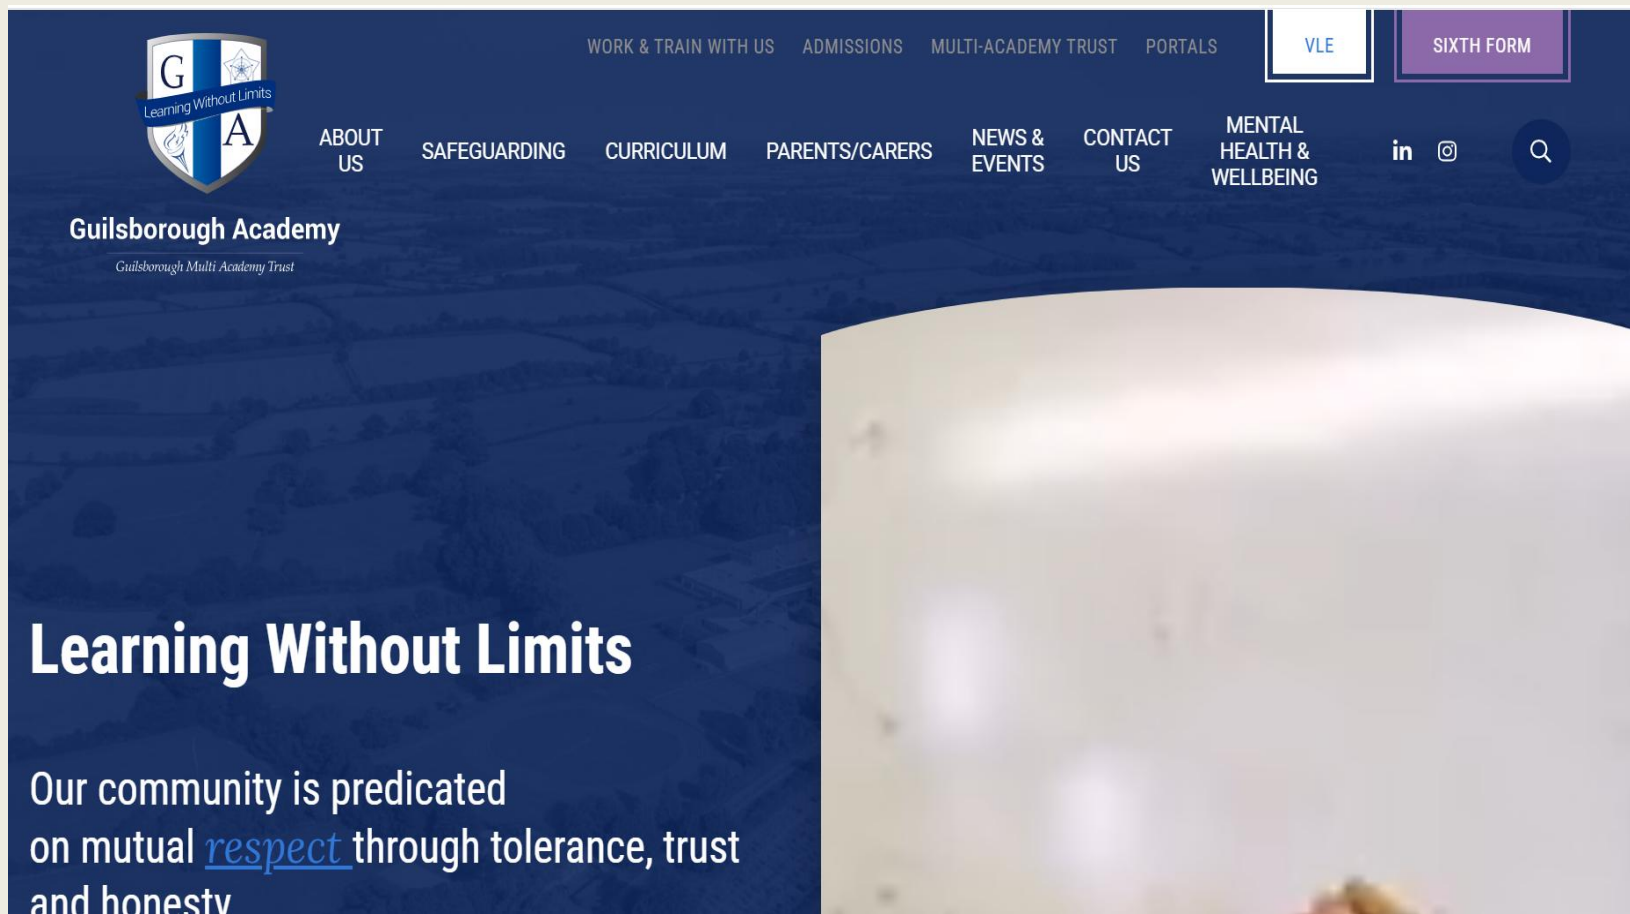 WORK & TRAIN WITH US ADMISSIONS MULTI-ACADEMY TRUST PORTALS VLE SIXTH FORM
G
Learning Without Limits
A
ABOUT
US
SAFEGUARDING
CURRICULUM
PARENTS/CARERS
NEWS &
EVENTS
CONTACT
US
MENTAL
HEALTH &
WELLBEING
in
Guilsborough Academy
Guilsborough Multi Academy Trust
Learning Without Limits
Our community is predicated
on mutual respect through tolerance, trust
and honesty